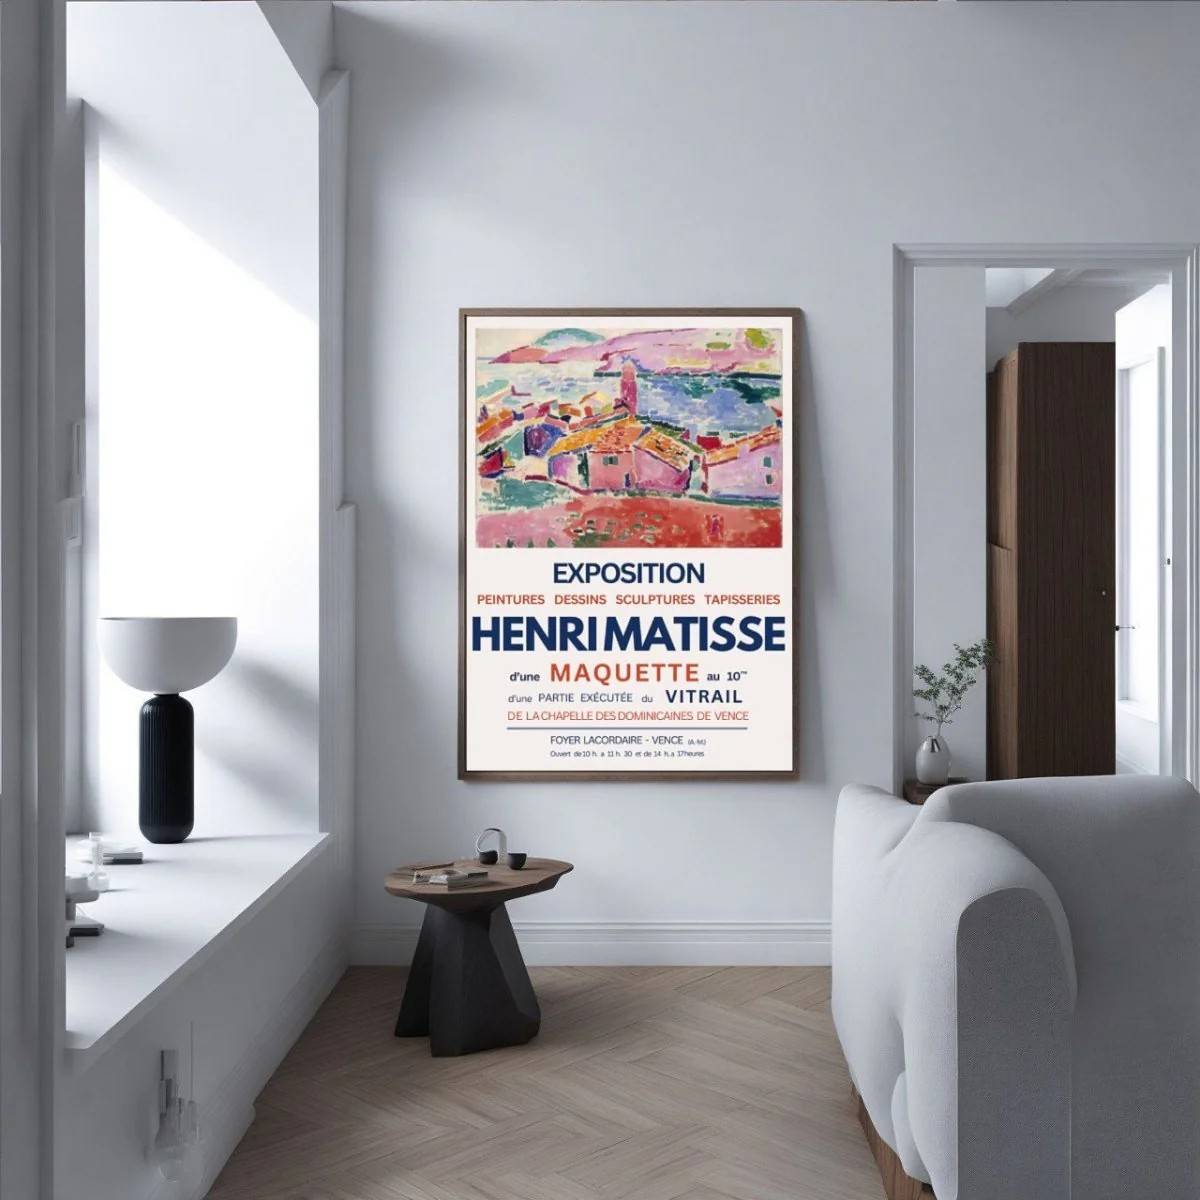 EXPOSITION
PEINTURES DESSINS SCULPTURES TAPISSERIES
HENRI MATISSE
d'une MAQUETTE au 10me
d'une PARTIE EXÉCUTÉE du VITRAIL
DE LA CHAPELLE DES DOMINICAINES DE VENCE
FOYER LACORDAIRE - VENCE (A.-M.)
Ouvert de 10 h. a 11 h. 30 et de 14 h. a 17 heures